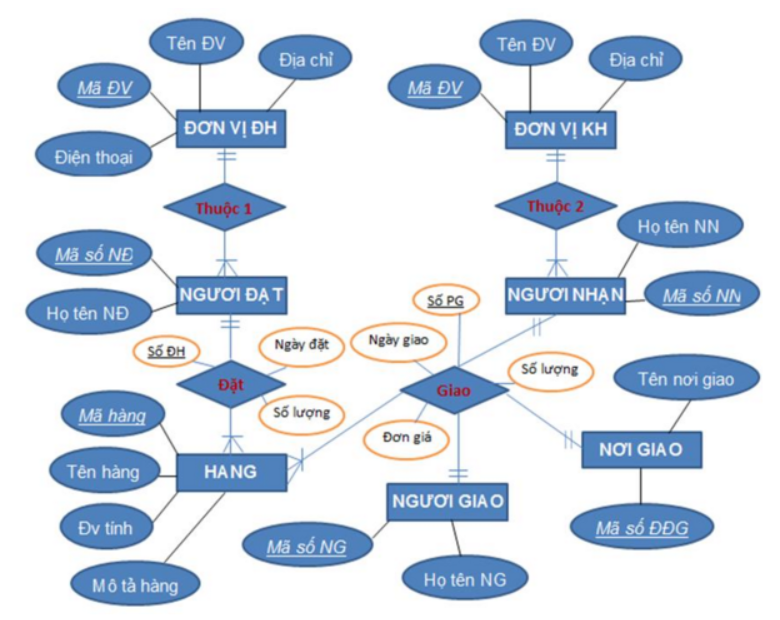 Tên ĐV
Địa chỉ
Mã ĐV
ĐƠN VỊ ĐH
Điện thoại
Tên ĐV
Địa chỉ
Mã ĐV
ĐƠN VỊ KH
Thuộc 1
Thuộc 2
Họ tên NN
Mã số NĐ
NGƯƠI ĐẶT
Họ tên NĐ
NGƯƠI NHẬN
Mã số NN
Số PG
Số ĐH
Ngày đặt
Ngày giao
Đặt
Số lượng
Giao
Số lượng
Đơn giá
Tên nơi giao
Mã hàng
Tên hàng
HANG
NƠI GIAO
Đv tính
NGƯƠI GIAO
Mã số ĐĐG
Mã số NG
Mô tả hàng
Họ tên NG